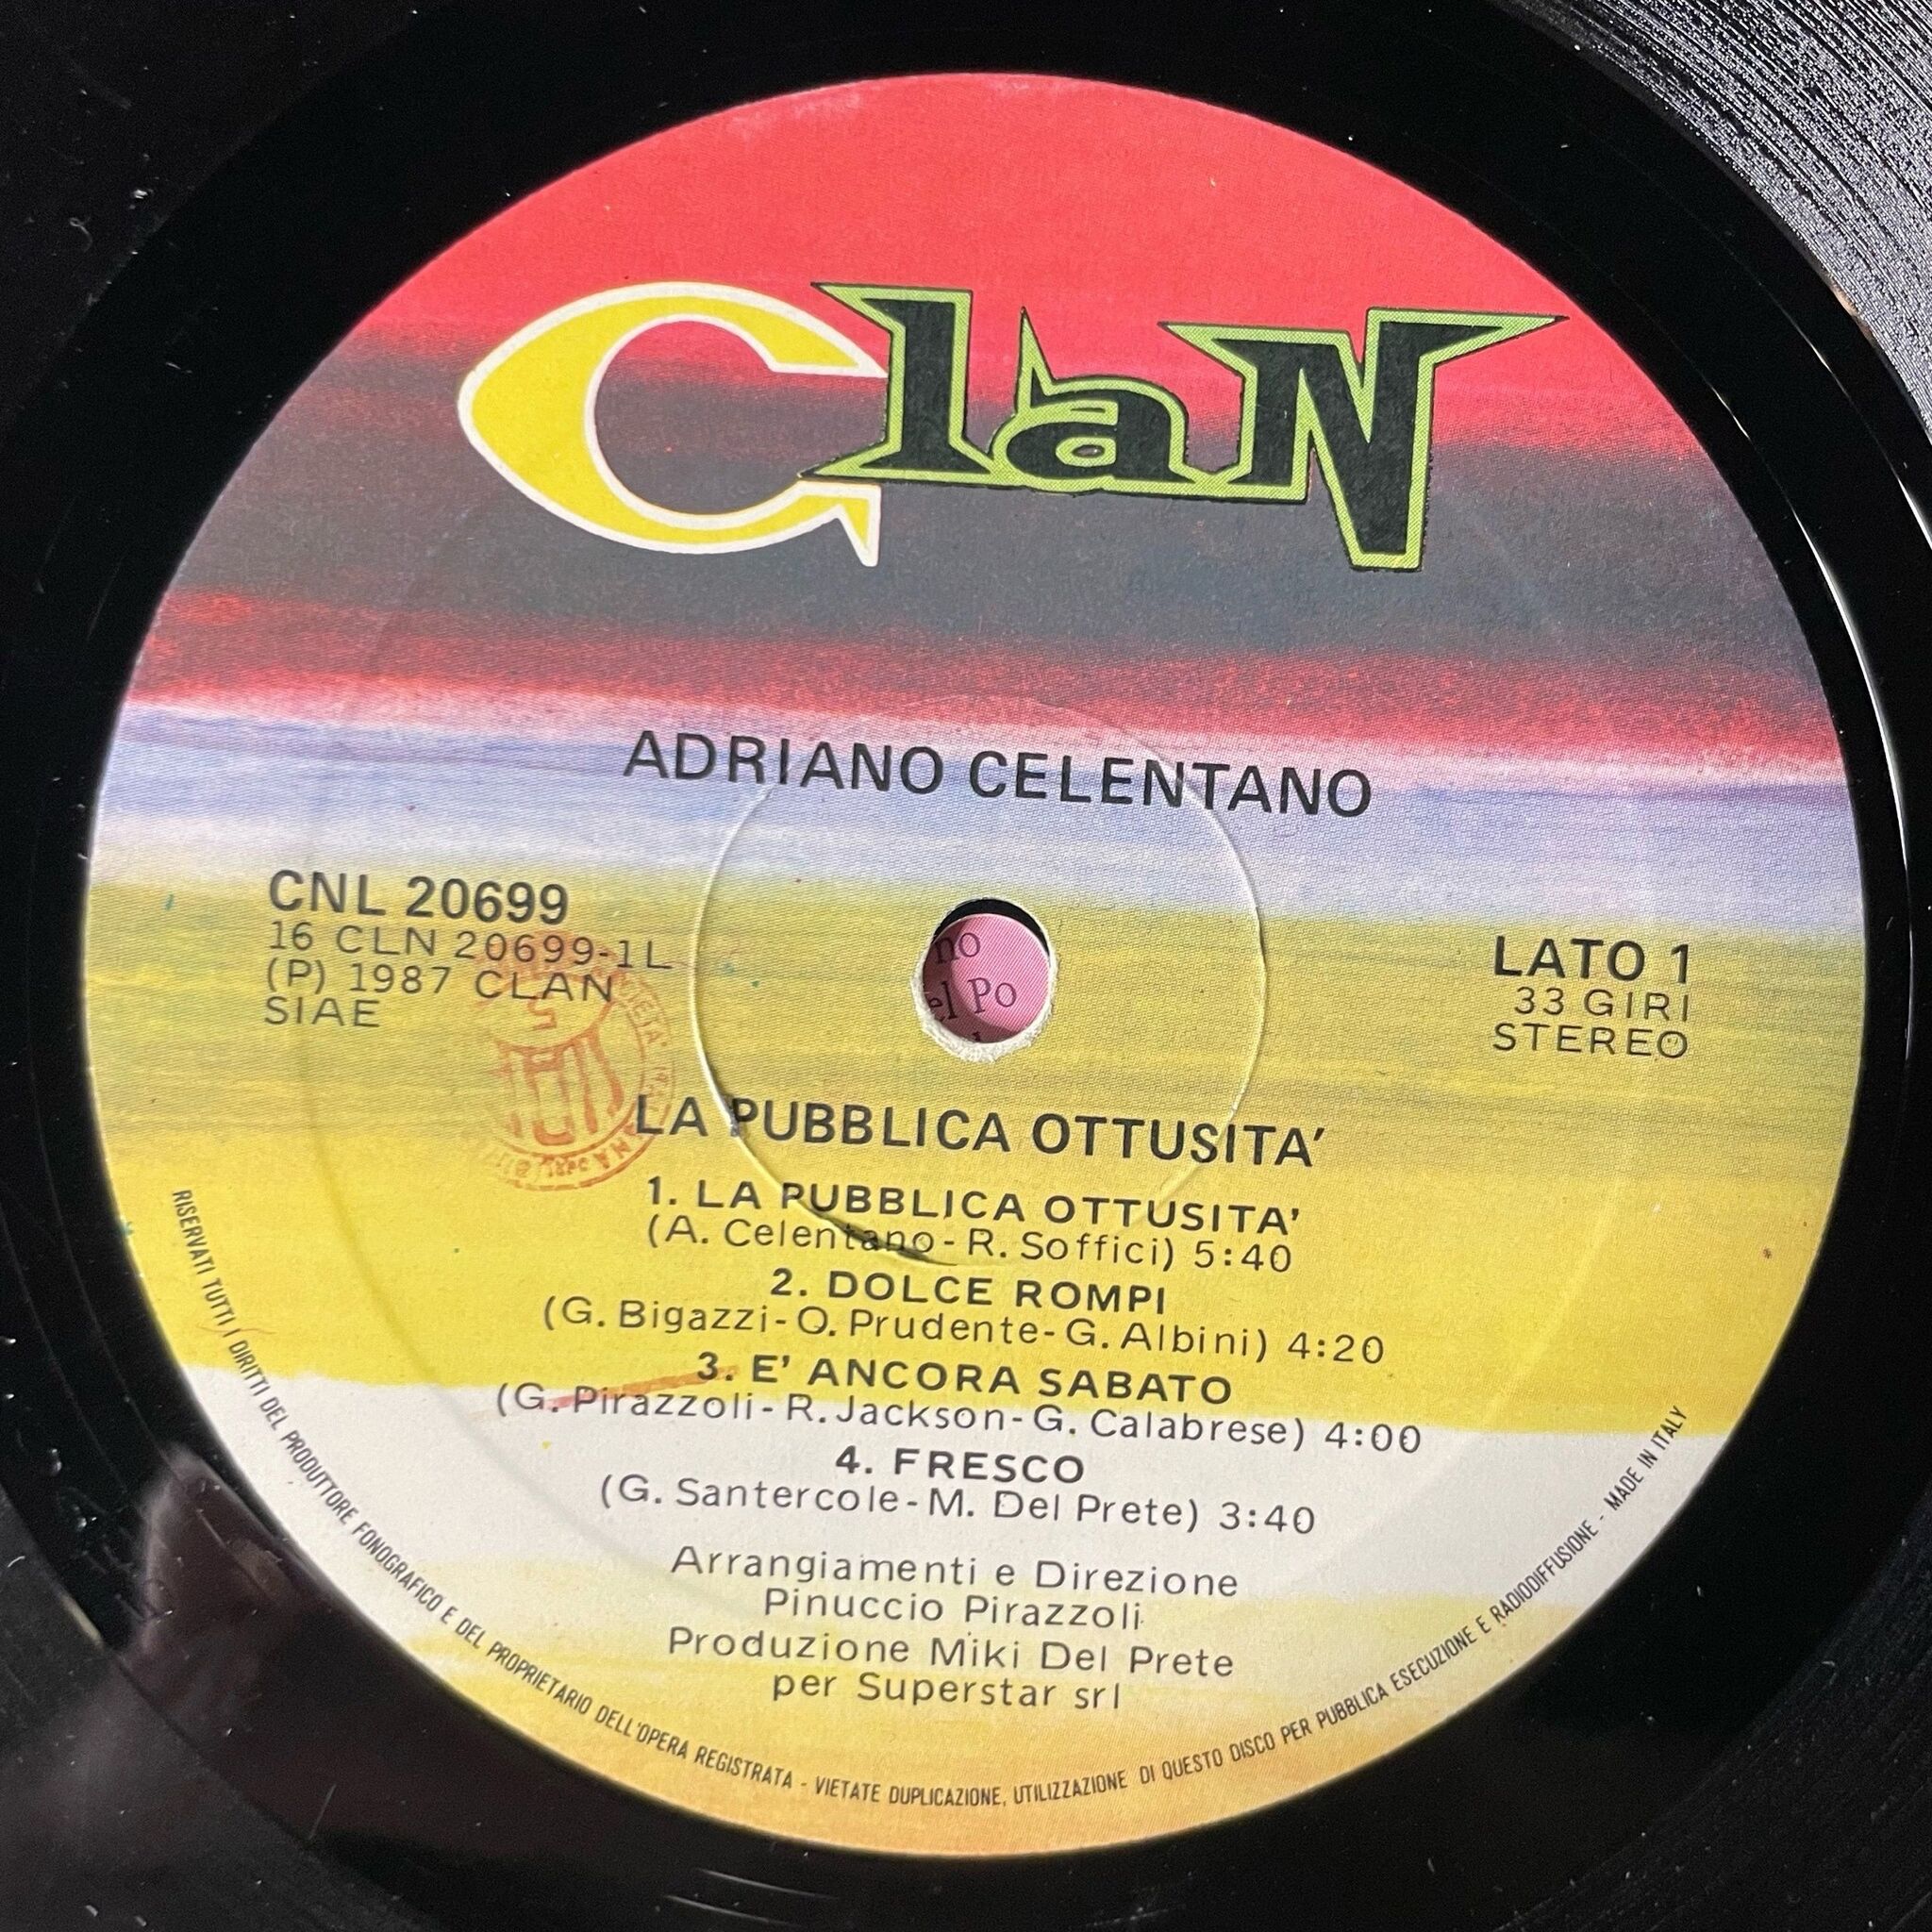 Clan
ADRIANO CELENTANO
CNL 20699
16 CLN 20699-1L
(P) 1987 CLAN
SIAE
LATO 1
33 GIRI
STEREO
no
el Po
LA PUBBLICA OTTUSITA'
1. LA PUBBLICA OTTUSITA'
(A. Celentano-R. Soffici) 5:40
2. DOLCE ROMPI
(G. Bigazzi-O. Prudente-G. Albini) 4:20
3. E' ANCORA SABATO
(G. Pirazzoli-R. Jackson-G. Calabrese) 4:00
4. FRESCO
(G. Santercole-M. Del Prete) 3:40
Arrangiamenti e Direzione
Pinuccio Pirazzoli
Produzione Miki Del Prete
per Superstar srl
RISERVATI TUTTI I DIRITTI DEL PRODUTTORE FONOGRAFICO E DEL PROPRIETARIO DELL'OPERA REGISTRATA - VIETATE DUPLICAZIONE, UTILIZZAZIONE DI QUESTO DISCO PER PUBBLICA ESECUZIONE E RADIODIFFUSIONE - MADE IN ITALY